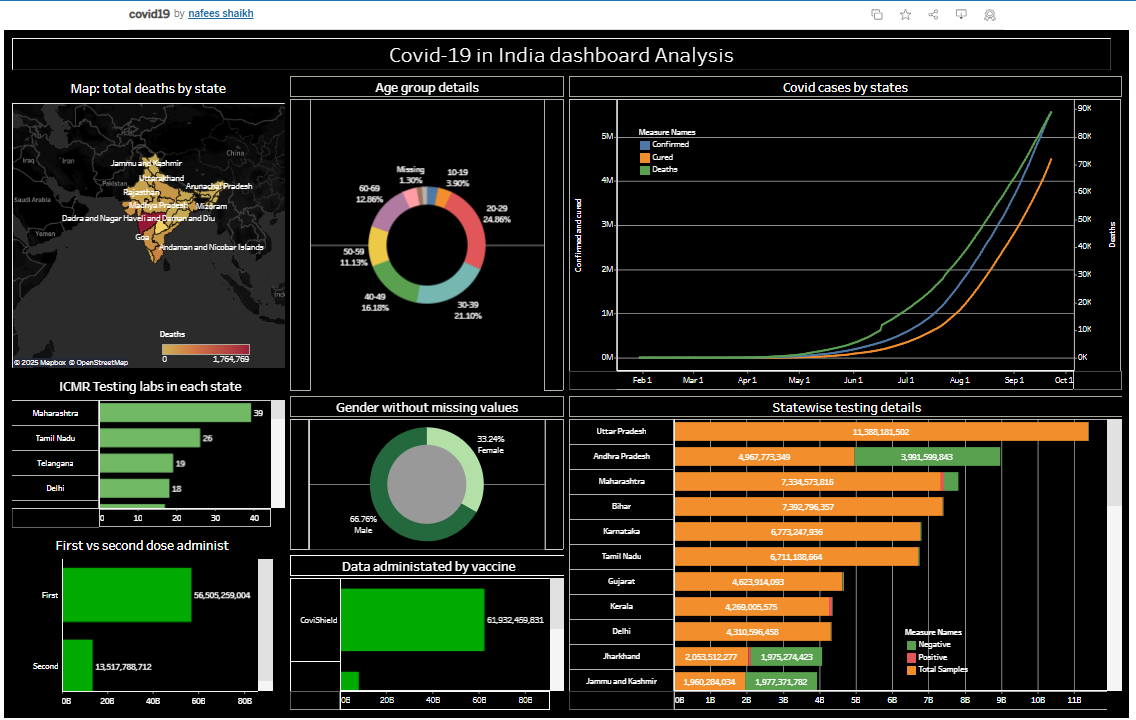 covid19 by nafees shaikh
Covid-19 in India dashboard Analysis
Map: total deaths by state
Iraq
Iran
China
Jammu and Kashmir
Pakistan
Uttarakhand
Arunachal Pradesh
Rajasthan
Saudi Arabia
Madhya Pradesh
Mizoram
Dadra and Nagar Haveli and Daman and Diu
Yemen
Goa
Andaman and Nicobar Islands
Deaths
0
1,764,769
© 2025 Mapbox © OpenStreetMap
ICMR Testing labs in each state
Maharashtra
39
Tamil Nadu
26
Telangana
19
Delhi
18
0 10 20 30 40
First vs second dose administ
First
56,505,259,004
Second
13,517,788,712
0B 20B 40B 60B 80B
Age group details
Missing
1.30%
10-19
3.90%
20-29
24.86%
30-39
21.10%
40-49
16.18%
50-59
11.13%
60-69
12.86%
Gender without missing values
33.24%
Female
66.76%
Male
Data administated by vaccine
CoviShield
61,932,459,831
0B 20B 40B 60B 80B
Covid cases by states
Measure Names
Confirmed
Cured
Deaths
Confirmed and cured
5M
4M
3M
2M
1M
0M
90K
80K
70K
60K
50K
40K
30K
20K
10K
0K
Deaths
Feb 1 Mar 1 Apr 1 May 1 Jun 1 Jul 1 Aug 1 Sep 1 Oct 1
Statewise testing details
Uttar Pradesh
11,388,181,502
Andhra Pradesh
4,967,773,349
3,991,599,843
Maharashtra
7,334,573,816
Bihar
7,392,796,357
Karnataka
6,773,247,936
Tamil Nadu
6,711,188,664
Gujarat
4,623,914,093
Kerala
4,269,005,575
Delhi
4,310,596,458
Jharkhand
2,053,512,277
1,975,274,423
Jammu and Kashmir
1,960,284,034
1,977,371,782
Measure Names
Negative
Positive
Total Samples
0B 1B 2B 3B 4B 5B 6B 7B 8B 9B 10B 11B